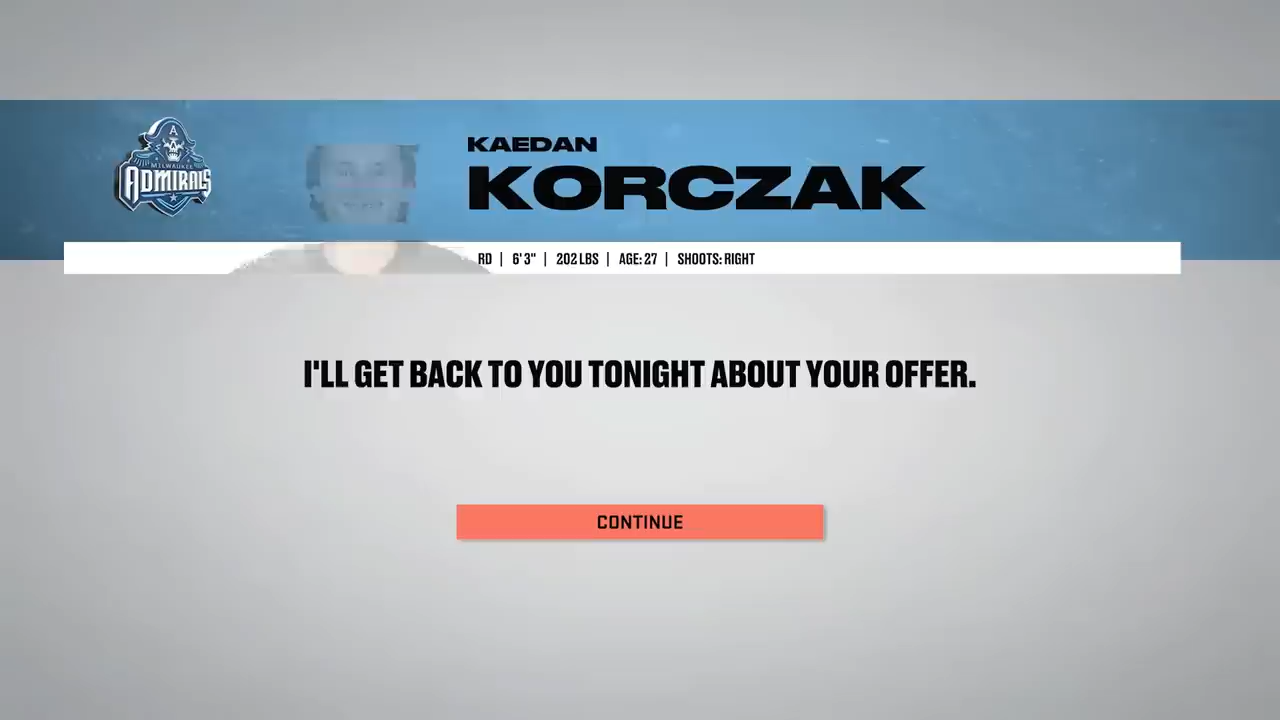 A
MILWAUKEE
ADMIRALS
KAEDAN
KORCZAK
RD | 6'3" | 202 LBS | AGE: 27 | SHOOTS: RIGHT
I'LL GET BACK TO YOU TONIGHT ABOUT YOUR OFFER.
CONTINUE